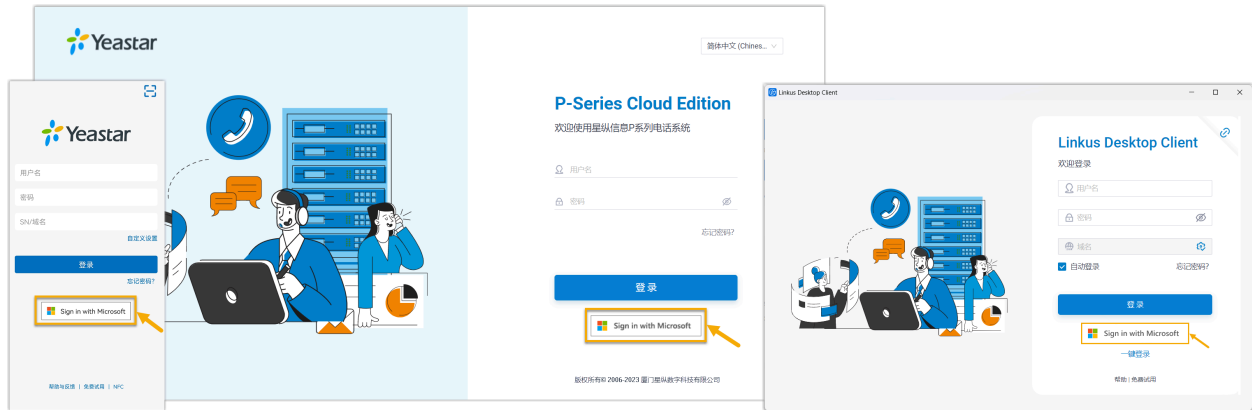 Yeastar
用户名
密码
SN/域名
自定义设置
登录
忘记密码?
Sign in with Microsoft
帮助与反馈 | 免费试用 | NFC
Yeastar
简体中文 (Chines...
P-Series Cloud Edition
欢迎使用星纵信息P系列电话系统
用户名
密码
忘记密码?
登录
Sign in with Microsoft
版权所有© 2006-2023 厦门星纵数字科技有限公司
Linkus Desktop Client
Linkus Desktop Client
欢迎登录
用户名
密码
域名
自动登录 忘记密码?
登录
Sign in with Microsoft
一键登录
帮助 | 免费试用